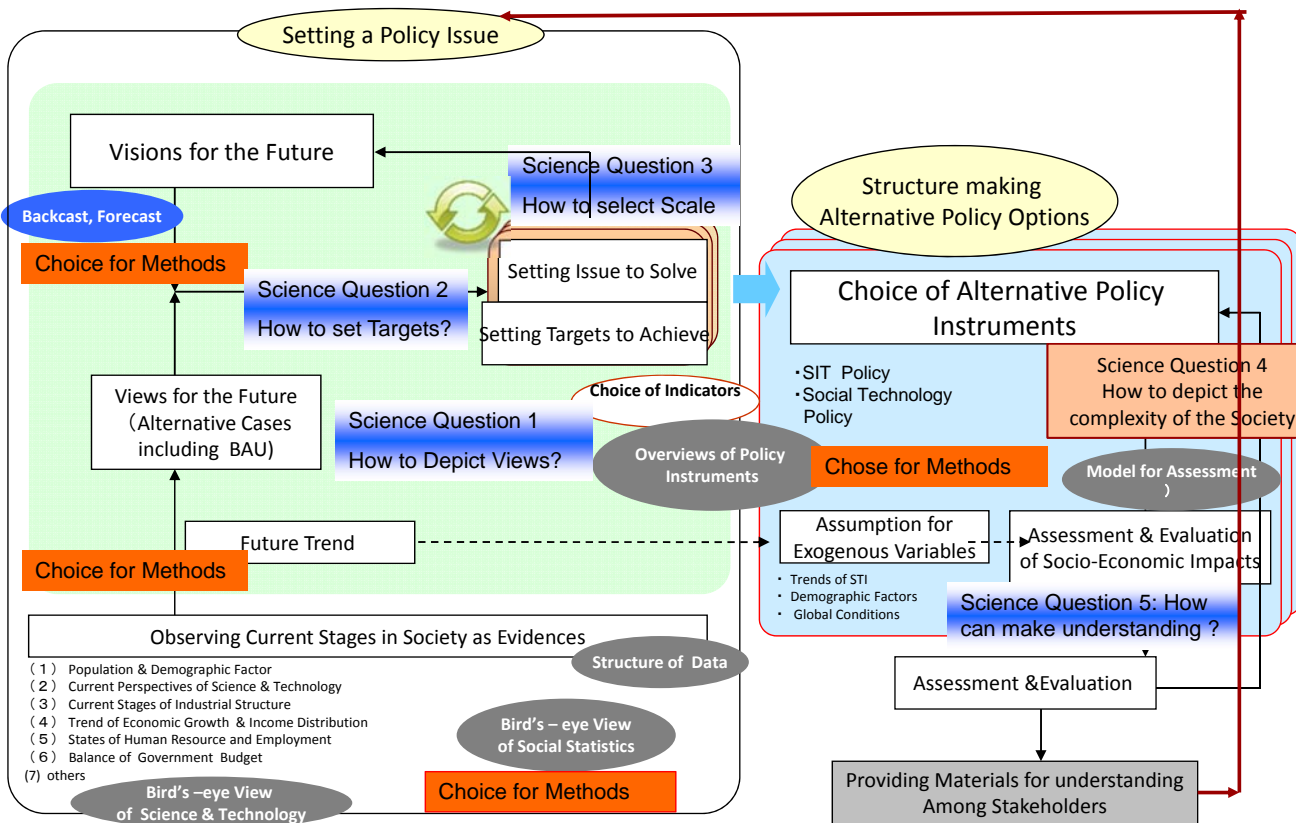 Setting a Policy Issue
Visions for the Future
Backcast, Forecast
Choice for Methods
Science Question 3
How to select Scale
Science Question 2
How to set Targets?
Setting Issue to Solve
Setting Targets to Achieve
Views for the Future
（Alternative Cases
including BAU)
Science Question 1
How to Depict Views?
Choice of Indicators
Overviews of Policy
Instruments
Future Trend
Choice for Methods
Observing Current Stages in Society as Evidences
Structure of Data
（１） Population & Demographic Factor
（２） Current Perspectives of Science & Technology
（３） Current Stages of Industrial Structure
（４） Trend of Economic Growth & Income Distribution
（５） States of Human Resource and Employment
（６） Balance of Government Budget
(7) others
Bird’s – eye View
of Social Statistics
Choice for Methods
Bird’s –eye View
of Science & Technology
Structure making
Alternative Policy Options
Choice of Alternative Policy
Instruments
・SIT Policy
・Social Technology
Policy
Science Question 4
How to depict the
complexity of the Society
Chose for Methods
Model for Assessment
）
Assumption for
Exogenous Variables
Assessment & Evaluation
of Socio-Economic Impacts
・ Trends of STI
・ Demographic Factors
・ Global Conditions
Science Question 5: How
can make understanding ?
Assessment &Evaluation
Providing Materials for understanding
Among Stakeholders